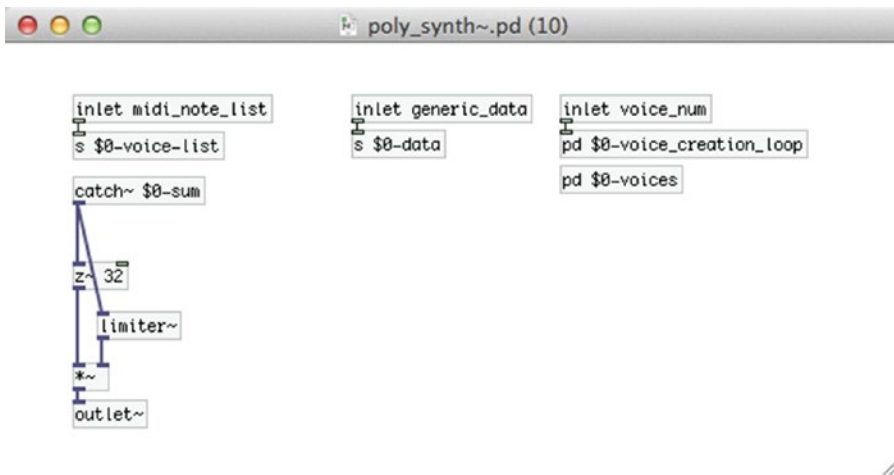 poly_synth~.pd (10)
inlet midi_note_list
s $0-voice-list
inlet generic_data
s $0-data
inlet voice_num
pd $0-voice_creation_loop
pd $0-voices
catch~ $0-sum
z~ 32
limiter~
*~
outlet~